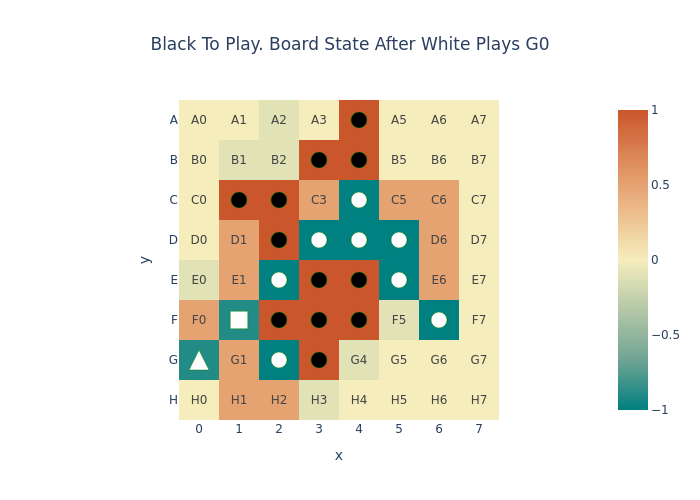 Black To Play. Board State After White Plays G0
A A0 A1 A2 A3 A5 A6 A7 1
B B0 B1 B2 B5 B6 B7
C C0 C3 C5 C6 C7 0.5
D D0 D1 D6 D7
y 0
E E0 E1 E6 E7
F F0 F5 F7 −0.5
G G1 G4 G5 G6 G7
H H0 H1 H2 H3 H4 H5 H6 H7 −1
0 1 2 3 4 5 6 7
x